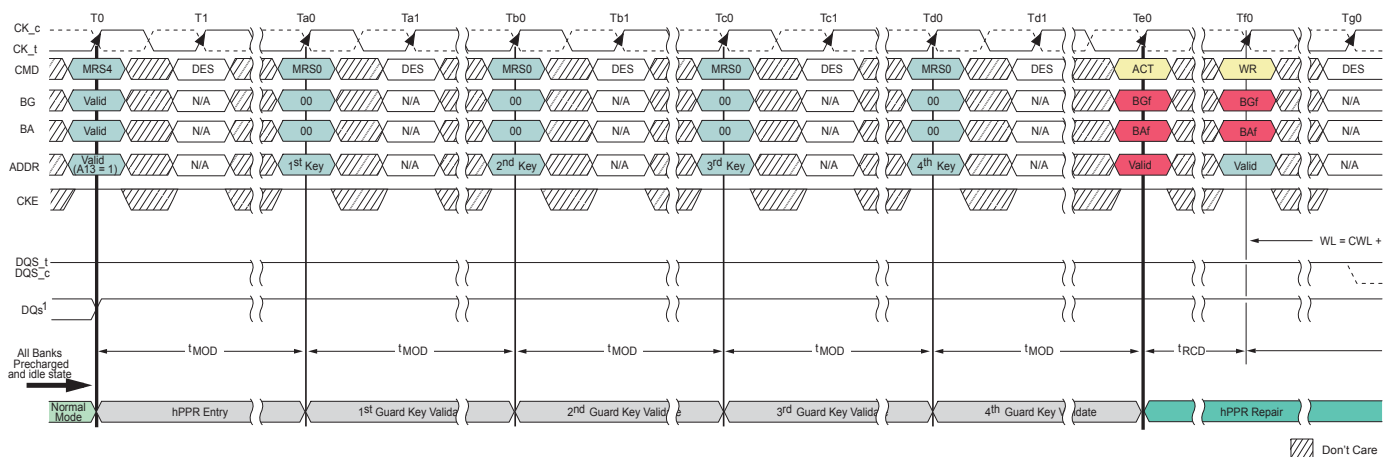 T0 T1 Ta0 Ta1 Tb0 Tb1 Tc0 Tc1 Td0 Td1 Te0 Tf0 Tg0
CK_c
CK_t
CMD MRS4 DES MRS0 DES MRS0 DES MRS0 DES MRS0 DES ACT WR DES
BG Valid N/A 00 N/A 00 N/A 00 N/A 00 N/A BGf BGf N/A
BA Valid N/A 00 N/A 00 N/A 00 N/A 00 N/A BAf BAf N/A
ADDR Valid (A13 = 1) N/A 1st Key N/A 2nd Key N/A 3rd Key N/A 4th Key N/A Valid Valid N/A
CKE
WL = CWL +
DQS_t
DQS_c
DQs1
tMOD tMOD tMOD tMOD tMOD tRCD
All Banks
Precharged
and idle state
Normal Mode hPPR Entry 1st Guard Key Valida 2nd Guard Key Valid e 3rd Guard Key Valida 4th Guard Key V date hPPR Repair
Don't Care